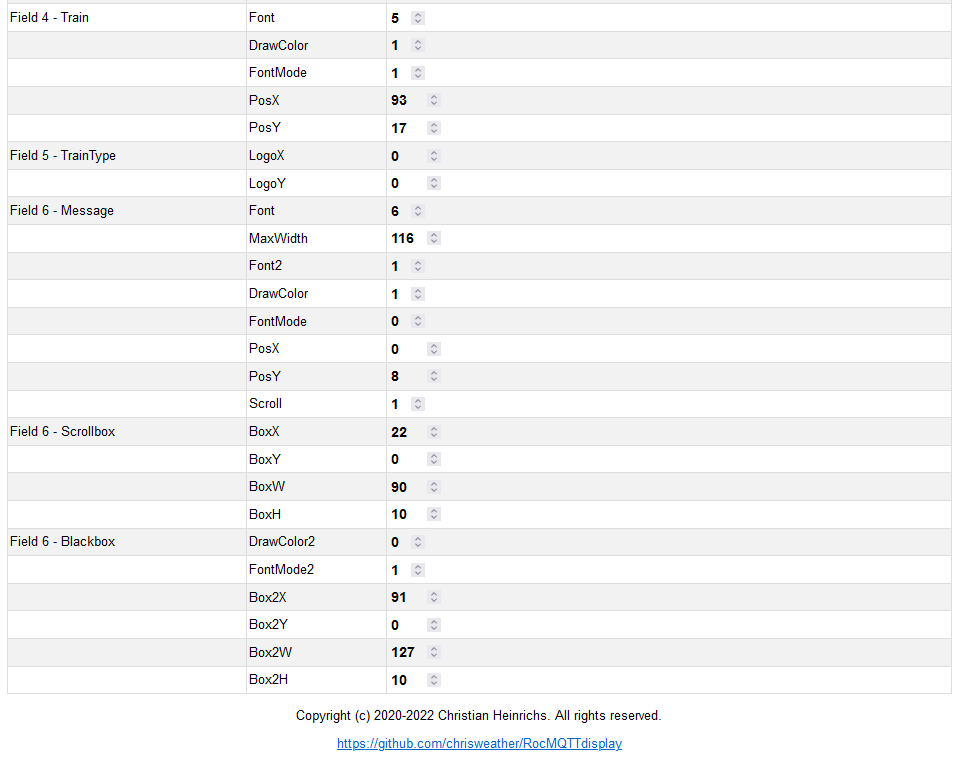 Field 4 - Train Font 5
DrawColor 1
FontMode 1
PosX 93
PosY 17
Field 5 - TrainType LogoX 0
LogoY 0
Field 6 - Message Font 6
MaxWidth 116
Font2 1
DrawColor 1
FontMode 0
PosX 0
PosY 8
Scroll 1
Field 6 - Scrollbox BoxX 22
BoxY 0
BoxW 90
BoxH 10
Field 6 - Blackbox DrawColor2 0
FontMode2 1
Box2X 91
Box2Y 0
Box2W 127
Box2H 10
Copyright (c) 2020-2022 Christian Heinrichs. All rights reserved.
https://github.com/chrisweather/RocMQTTdisplay